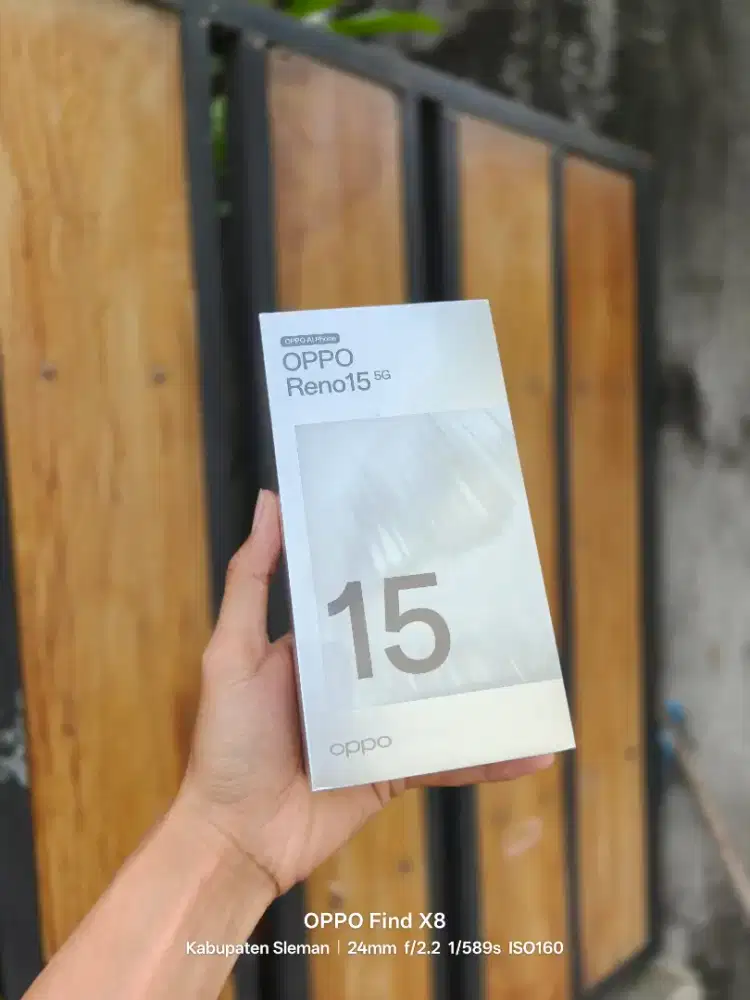 OPPO AI Phone
OPPO
Reno15 5G
15
oppo
OPPO Find X8
Kabupaten Sleman | 24mm f/2.2 1/589s ISO160